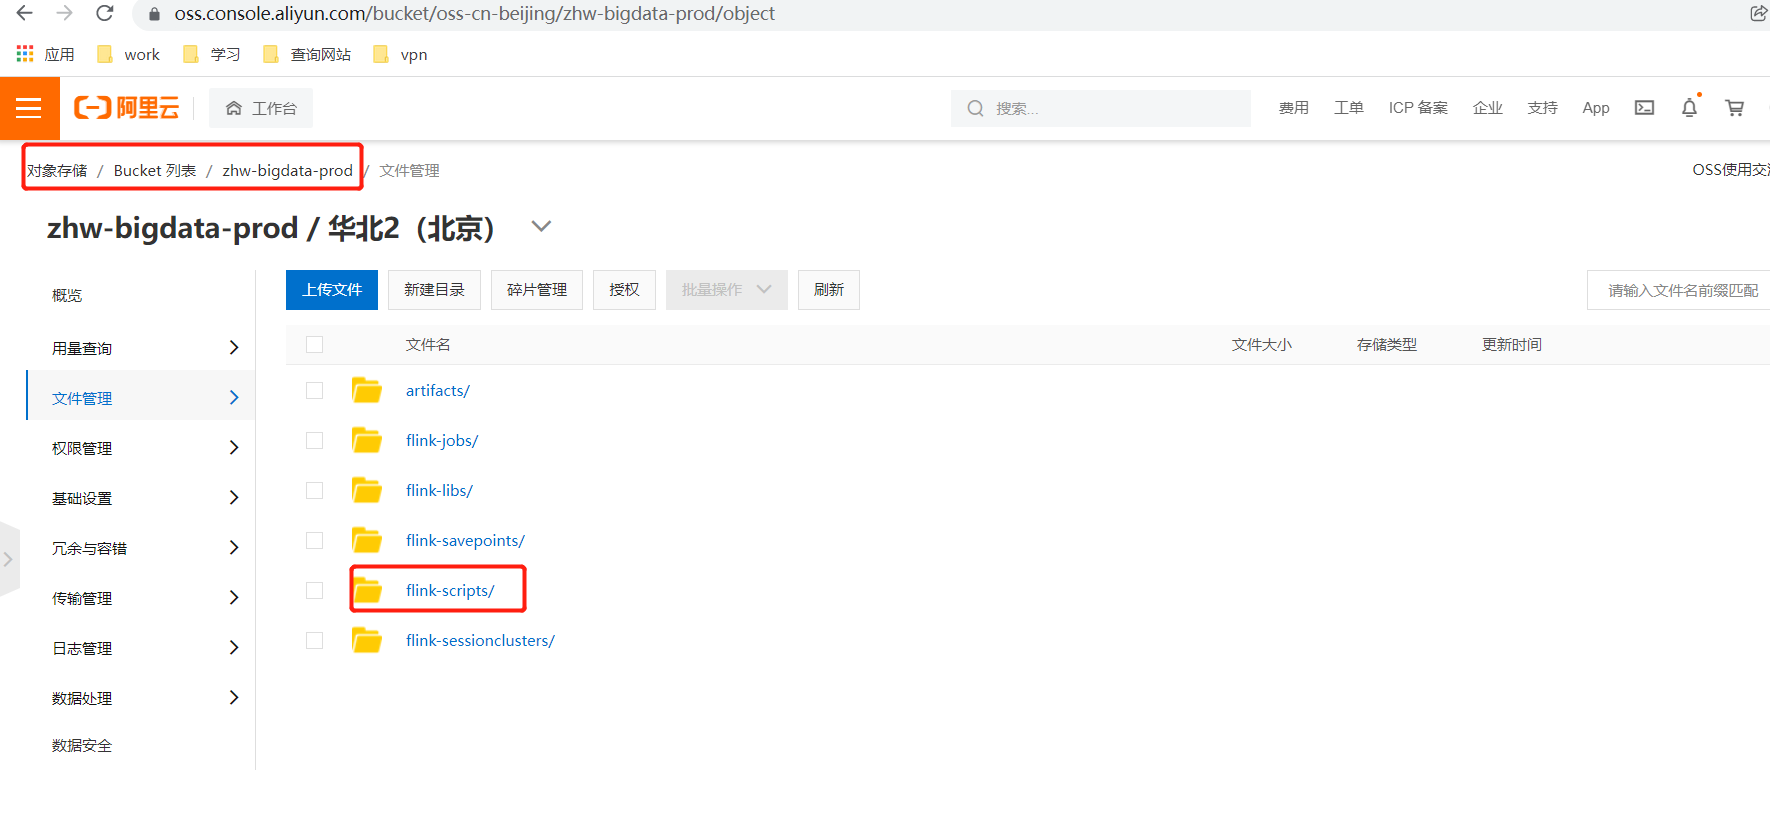 oss.console.aliyun.com/bucket/oss-cn-beijing/zhw-bigdata-prod/object
应用 work 学习 查询网站 vpn
阿里云 工作台 搜索... 费用 工单 ICP 备案 企业 支持 App
对象存储 / Bucket 列表 / zhw-bigdata-prod / 文件管理 OSS使用交
zhw-bigdata-prod / 华北2（北京）
上传文件 新建目录 碎片管理 授权 批量操作 刷新 请输入文件名前缀匹配
概览
用量查询
文件管理
权限管理
基础设置
冗余与容错
传输管理
日志管理
数据处理
数据安全
文件名 文件大小 存储类型 更新时间
artifacts/
flink-jobs/
flink-libs/
flink-savepoints/
flink-scripts/
flink-sessionclusters/